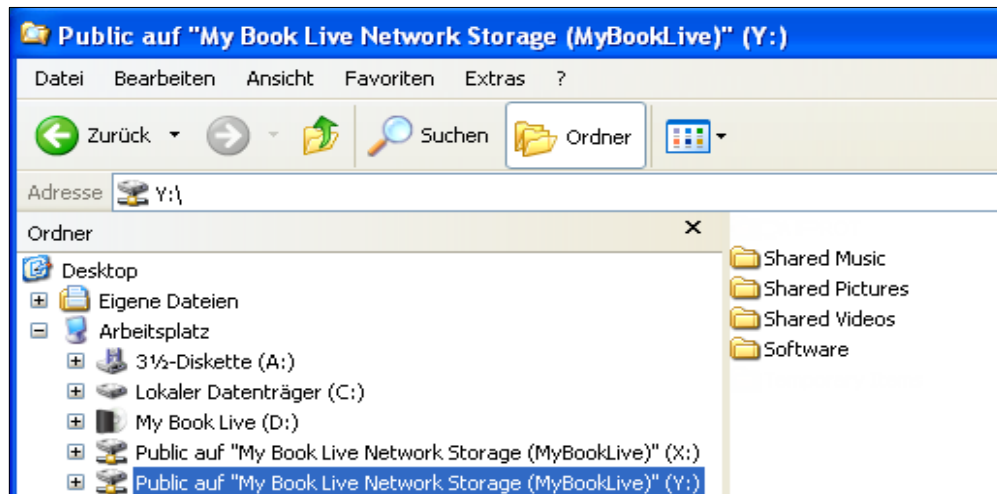 Public auf "My Book Live Network Storage (MyBookLive)" (Y:)
Datei Bearbeiten Ansicht Favoriten Extras ?
Zurück Suchen Ordner
Adresse Y:\
Ordner
Desktop
Eigene Dateien
Arbeitsplatz
3½-Diskette (A:)
Lokaler Datenträger (C:)
My Book Live (D:)
Public auf "My Book Live Network Storage (MyBookLive)" (X:)
Public auf "My Book Live Network Storage (MyBookLive)" (Y:)
Shared Music
Shared Pictures
Shared Videos
Software